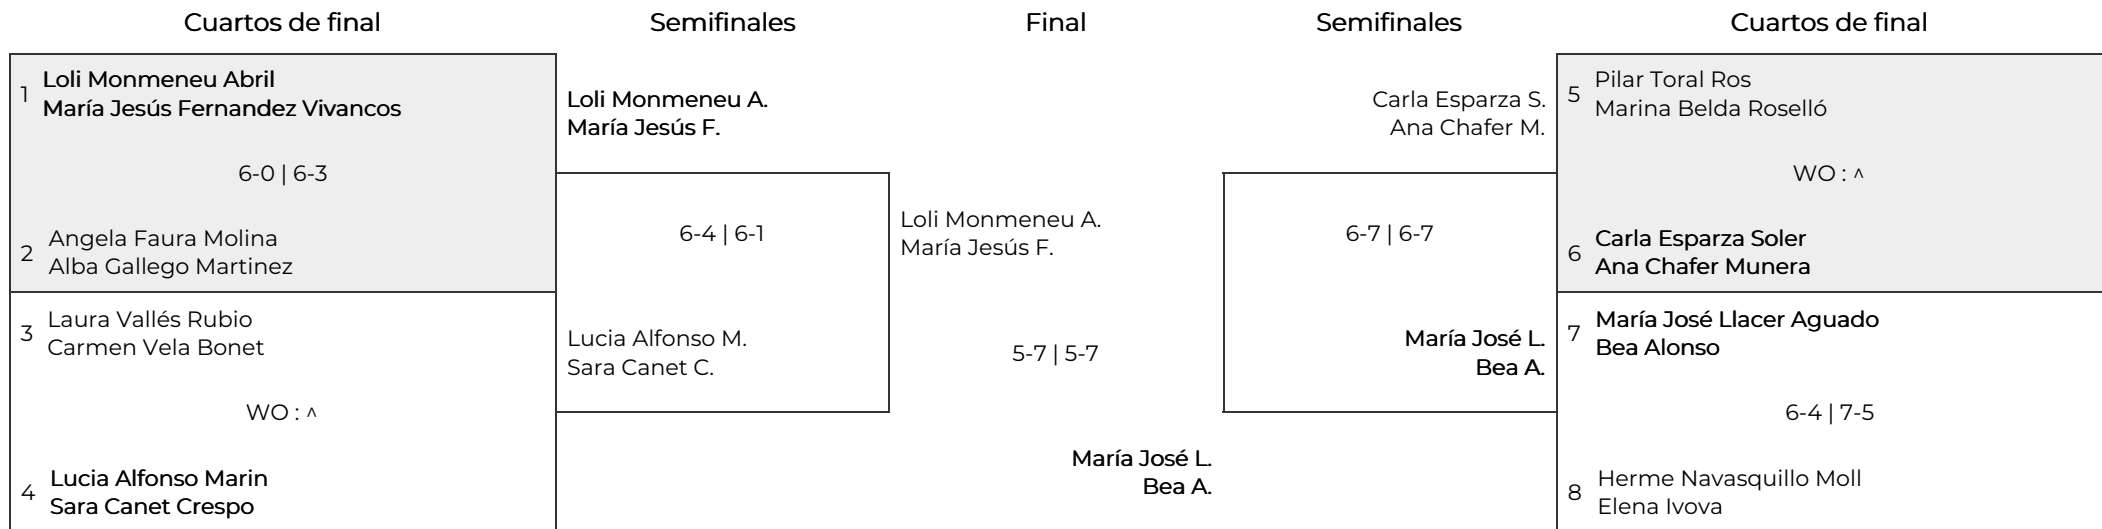 Cuartos de final
Semifinales
Final
Semifinales
Cuartos de final
1
Loli Monmeneu Abril
María Jesús Fernandez Vivancos
6-0 | 6-3
2
Angela Faura Molina
Alba Gallego Martinez
3
Laura Vallés Rubio
Carmen Vela Bonet
WO : ^
4
Lucia Alfonso Marin
Sara Canet Crespo
Loli Monmeneu A.
María Jesús F.
6-4 | 6-1
Lucia Alfonso M.
Sara Canet C.
Loli Monmeneu A.
María Jesús F.
5-7 | 5-7
María José L.
Bea A.
Carla Esparza S.
Ana Chafer M.
6-7 | 6-7
María José L.
Bea A.
5
Pilar Toral Ros
Marina Belda Roselló
WO : ^
6
Carla Esparza Soler
Ana Chafer Munera
7
María José Llacer Aguado
Bea Alonso
6-4 | 7-5
8
Herme Navasquillo Moll
Elena Ivova